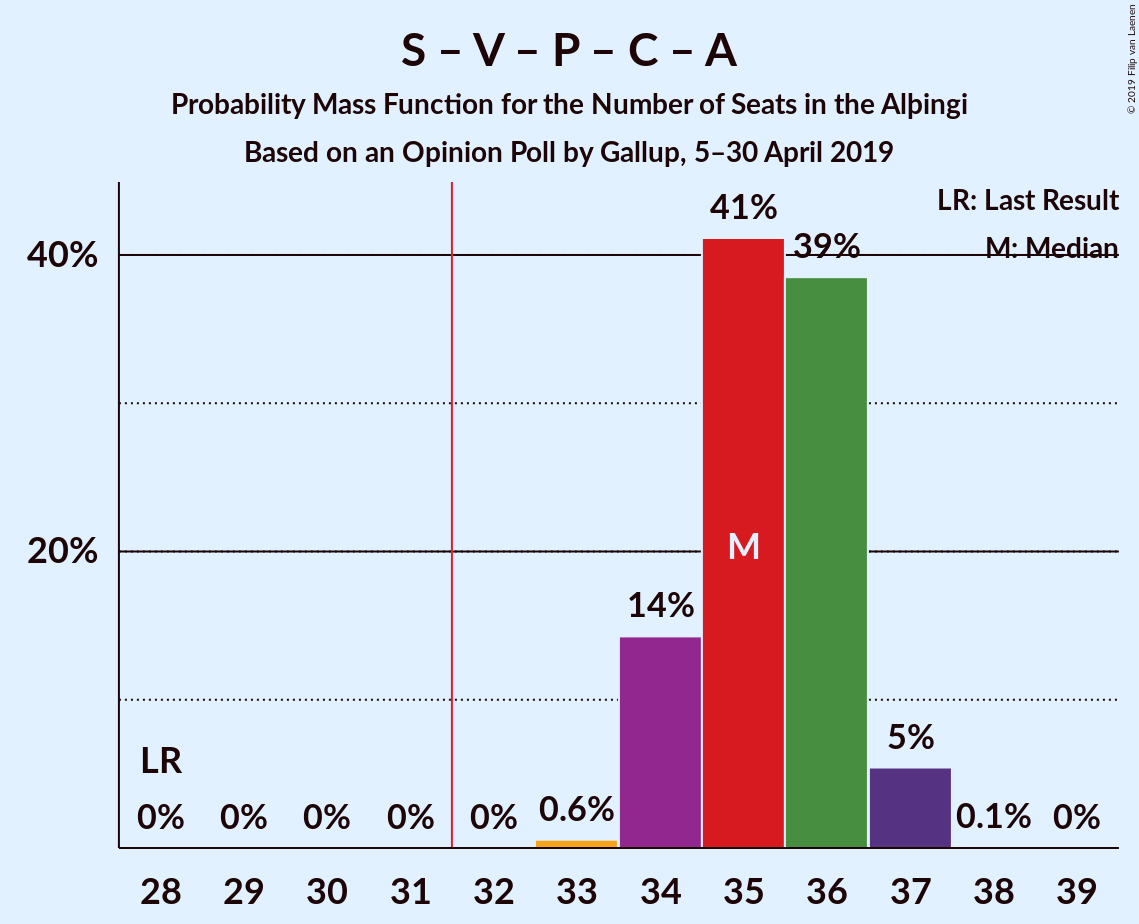 S – V – P – C – A
Probability Mass Function for the Number of Seats in the Alþingi
Based on an Opinion Poll by Gallup, 5–30 April 2019
© 2019 Filip van Laenen
LR: Last Result
M: Median
40%
20%
41%
39%
M
14%
5%
LR
0% 0% 0% 0% 0% 0.6% 0.1% 0%
28 29 30 31 32 33 34 35 36 37 38 39